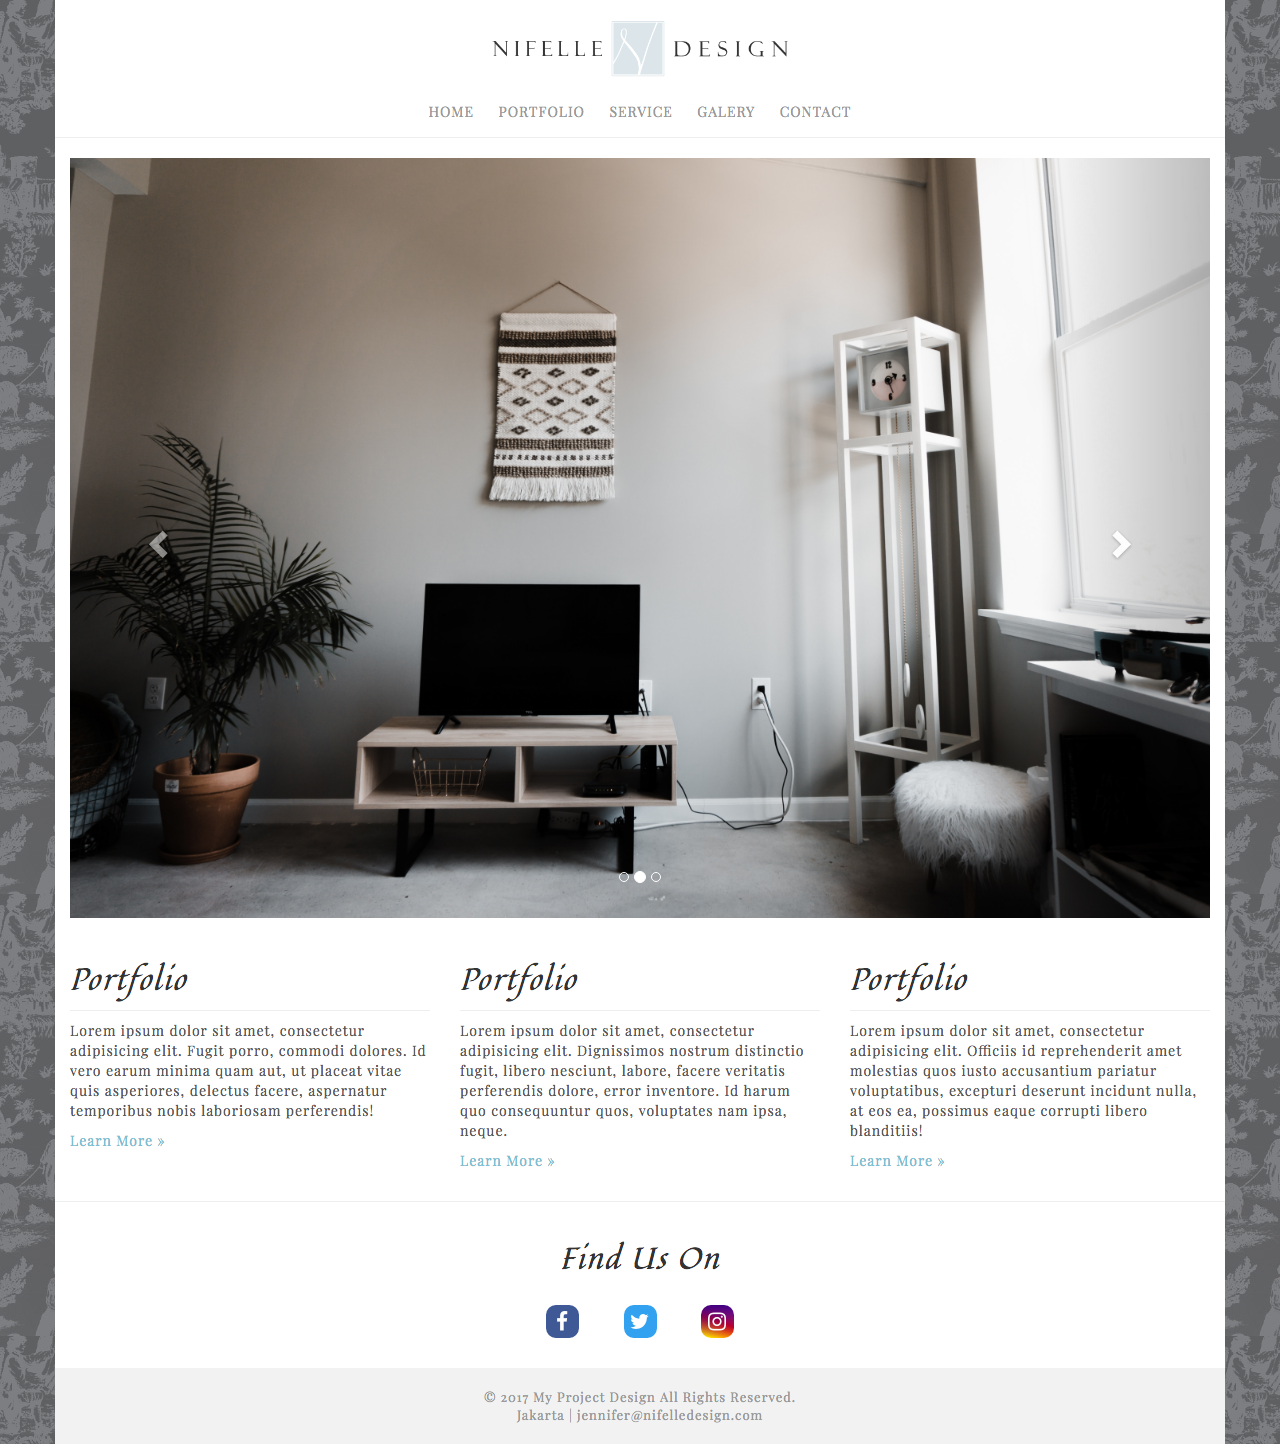 NIFELLE N DESIGN
HOME PORTFOLIO SERVICE GALERY CONTACT
12
3
6
Portfolio
Lorem ipsum dolor sit amet, consectetur
adipisicing elit. Fugit porro, commodi dolores. Id
vero earum minima quam aut, ut placeat vitae
quis asperiores, delectus facere, aspernatur
temporibus nobis laboriosam perferendis!
Learn More »
Portfolio
Lorem ipsum dolor sit amet, consectetur
adipisicing elit. Dignissimos nostrum distinctio
fugit, libero nesciunt, labore, facere veritatis
perferendis dolore, error inventore. Id harum
quo consequuntur quos, voluptates nam ipsa,
neque.
Learn More »
Portfolio
Lorem ipsum dolor sit amet, consectetur
adipisicing elit. Officiis id reprehenderit amet
molestias quos iusto accusantium pariatur
voluptatibus, excepturi deserunt incidunt nulla,
at eos ea, possimus eaque corrupti libero
blanditiis!
Learn More »
Find Us On
© 2017 My Project Design All Rights Reserved.
Jakarta | jennifer@nifelledesign.com